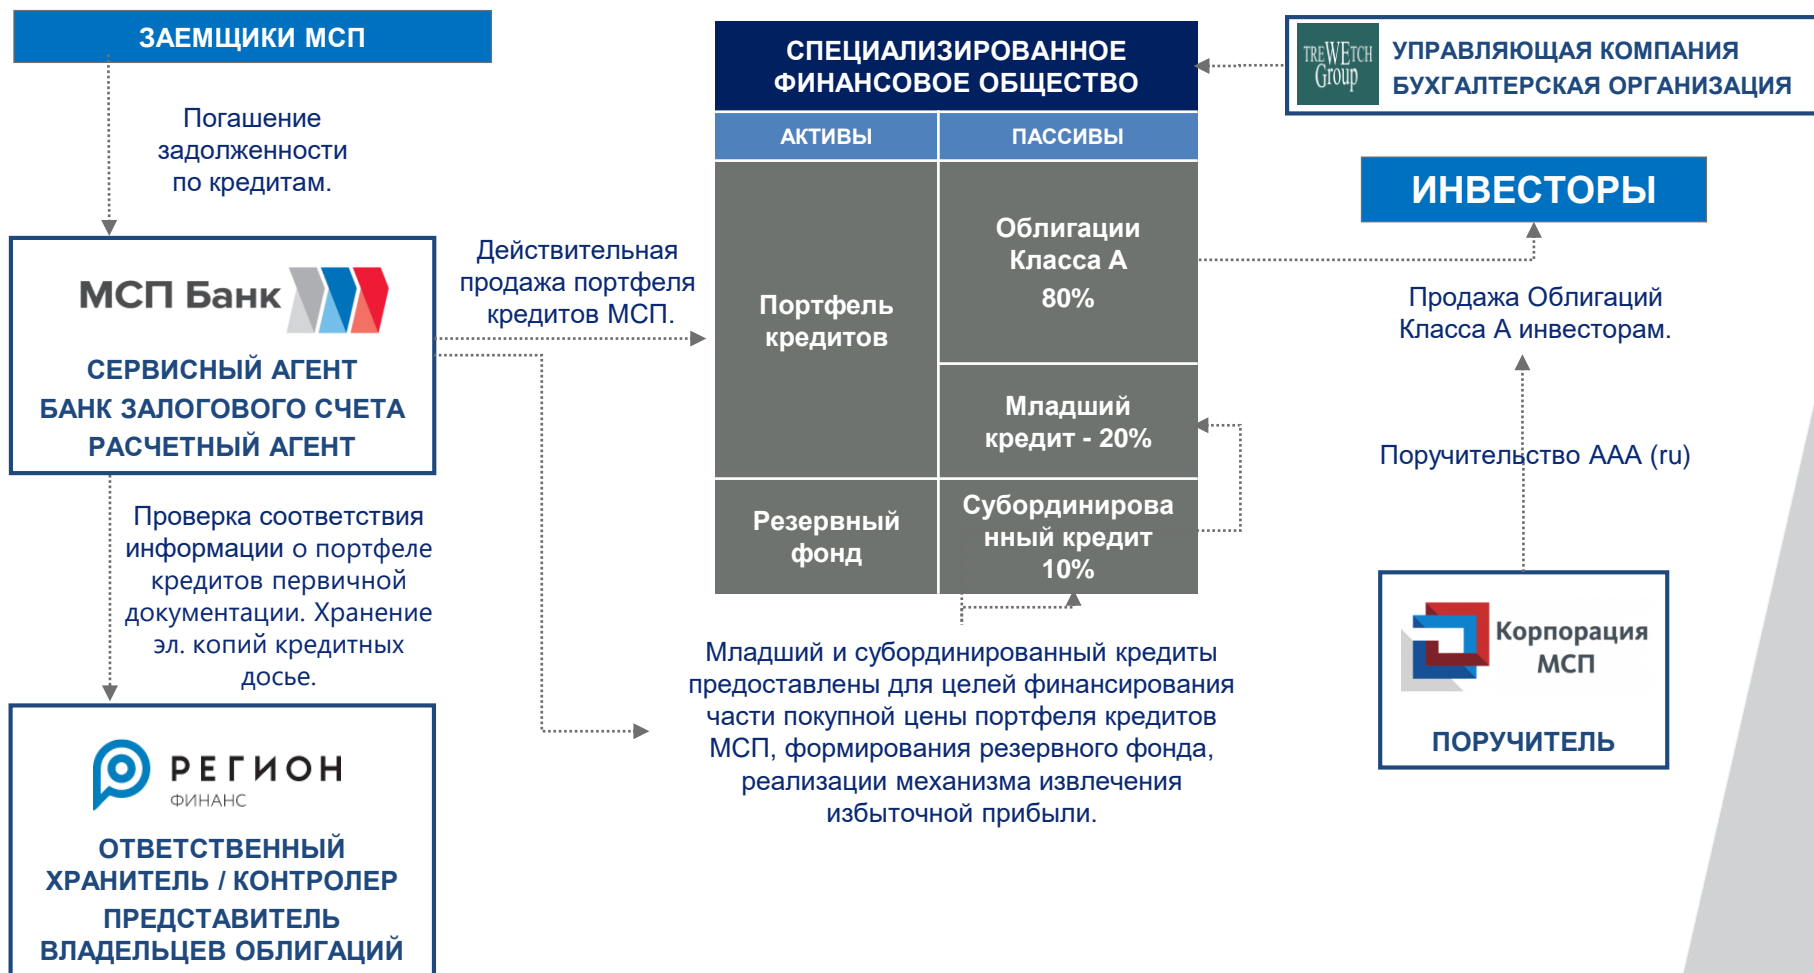 ЗАЕМЩИКИ МСП
Погашение
задолженности
по кредитам.
МСП Банк
СЕРВИСНЫЙ АГЕНТ
БАНК ЗАЛОГОВОГО СЧЕТА
РАСЧЕТНЫЙ АГЕНТ
Проверка соответствия
информации о портфеле
кредитов первичной
документации. Хранение
эл. копий кредитных
досье.
РЕГИОН
ФИНАНС
ОТВЕТСТВЕННЫЙ
ХРАНИТЕЛЬ / КОНТРОЛЕР
ПРЕДСТАВИТЕЛЬ
ВЛАДЕЛЬЦЕВ ОБЛИГАЦИЙ
Действительная
продажа портфеля
кредитов МСП.
СПЕЦИАЛИЗИРОВАННОЕ
ФИНАНСОВОЕ ОБЩЕСТВО
АКТИВЫ
ПАССИВЫ
Портфель
кредитов
Облигации
Класса А
80%
Младший
кредит - 20%
Резервный
фонд
Субординирова
нный кредит
10%
Младший и субординированный кредиты
предоставлены для целей финансирования
части покупной цены портфеля кредитов
МСП, формирования резервного фонда,
реализации механизма извлечения
избыточной прибыли.
TREWETCH
Group
УПРАВЛЯЮЩАЯ КОМПАНИЯ
БУХГАЛТЕРСКАЯ ОРГАНИЗАЦИЯ
ИНВЕСТОРЫ
Продажа Облигаций
Класса А инвесторам.
Поручительство ААА (ru)
Корпорация
МСП
ПОРУЧИТЕЛЬ